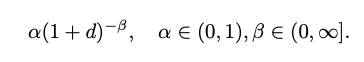 α(1 + d)^{−β}, α ∈ (0, 1), β ∈ (0, ∞].